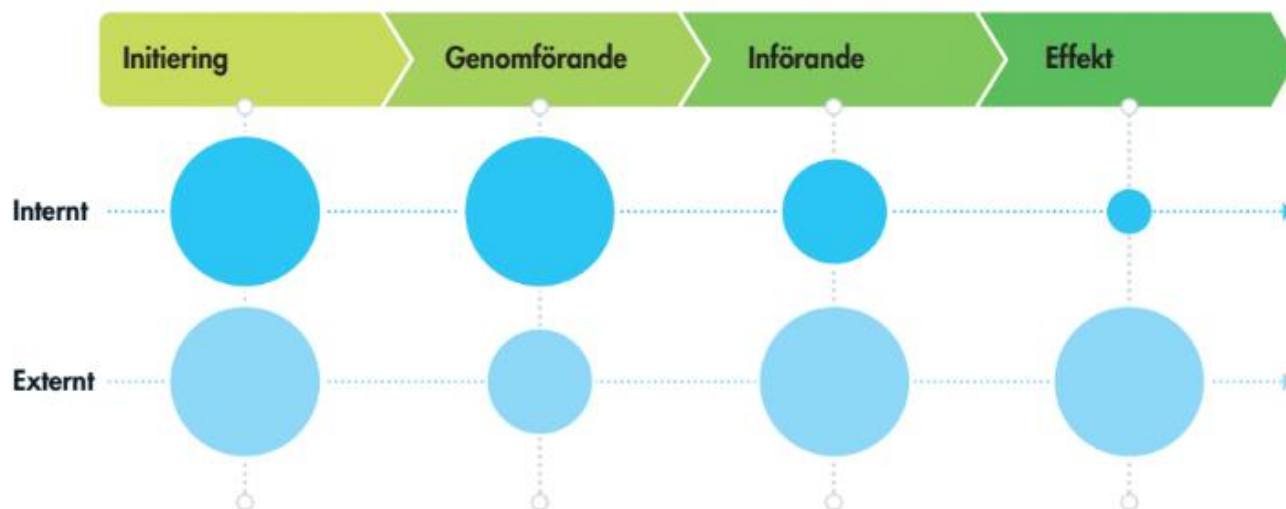 Initiering
Genomförande
Införande
Effekt
Internt
Externt